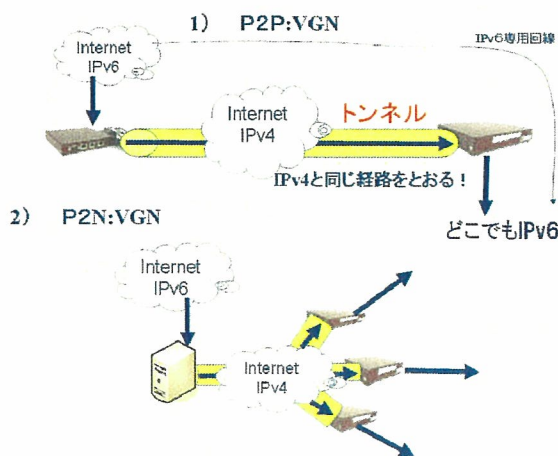 1) P2P:VGN
Internet
IPv6
IPv6専用回線
Internet
IPv4
トンネル
IPv4と同じ経路をとおる！
どこでもIPv6
2) P2N:VGN
Internet
IPv6
Internet
IPv4